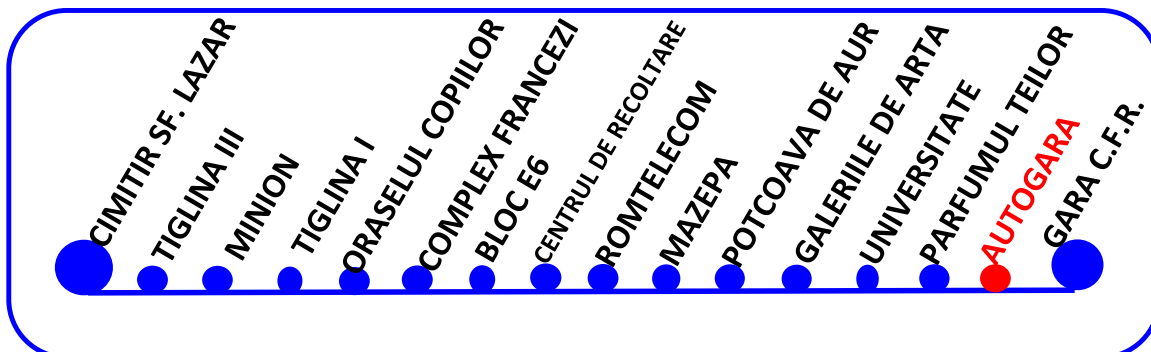 CIMITIR SF. LAZAR
TIGLINA III
MINION
TIGLINA I
ORASELUL COPIILOR
COMPLEX FRANCEZI
BLOC E6
CENTRUL DE RECOLTARE
ROMTELECOM
MAZEPA
POTCOAVA DE AUR
GALERIILE DE ARTA
UNIVERSITATE
PARFUMUL TEILOR
AUTOGARA
GARA C.F.R.